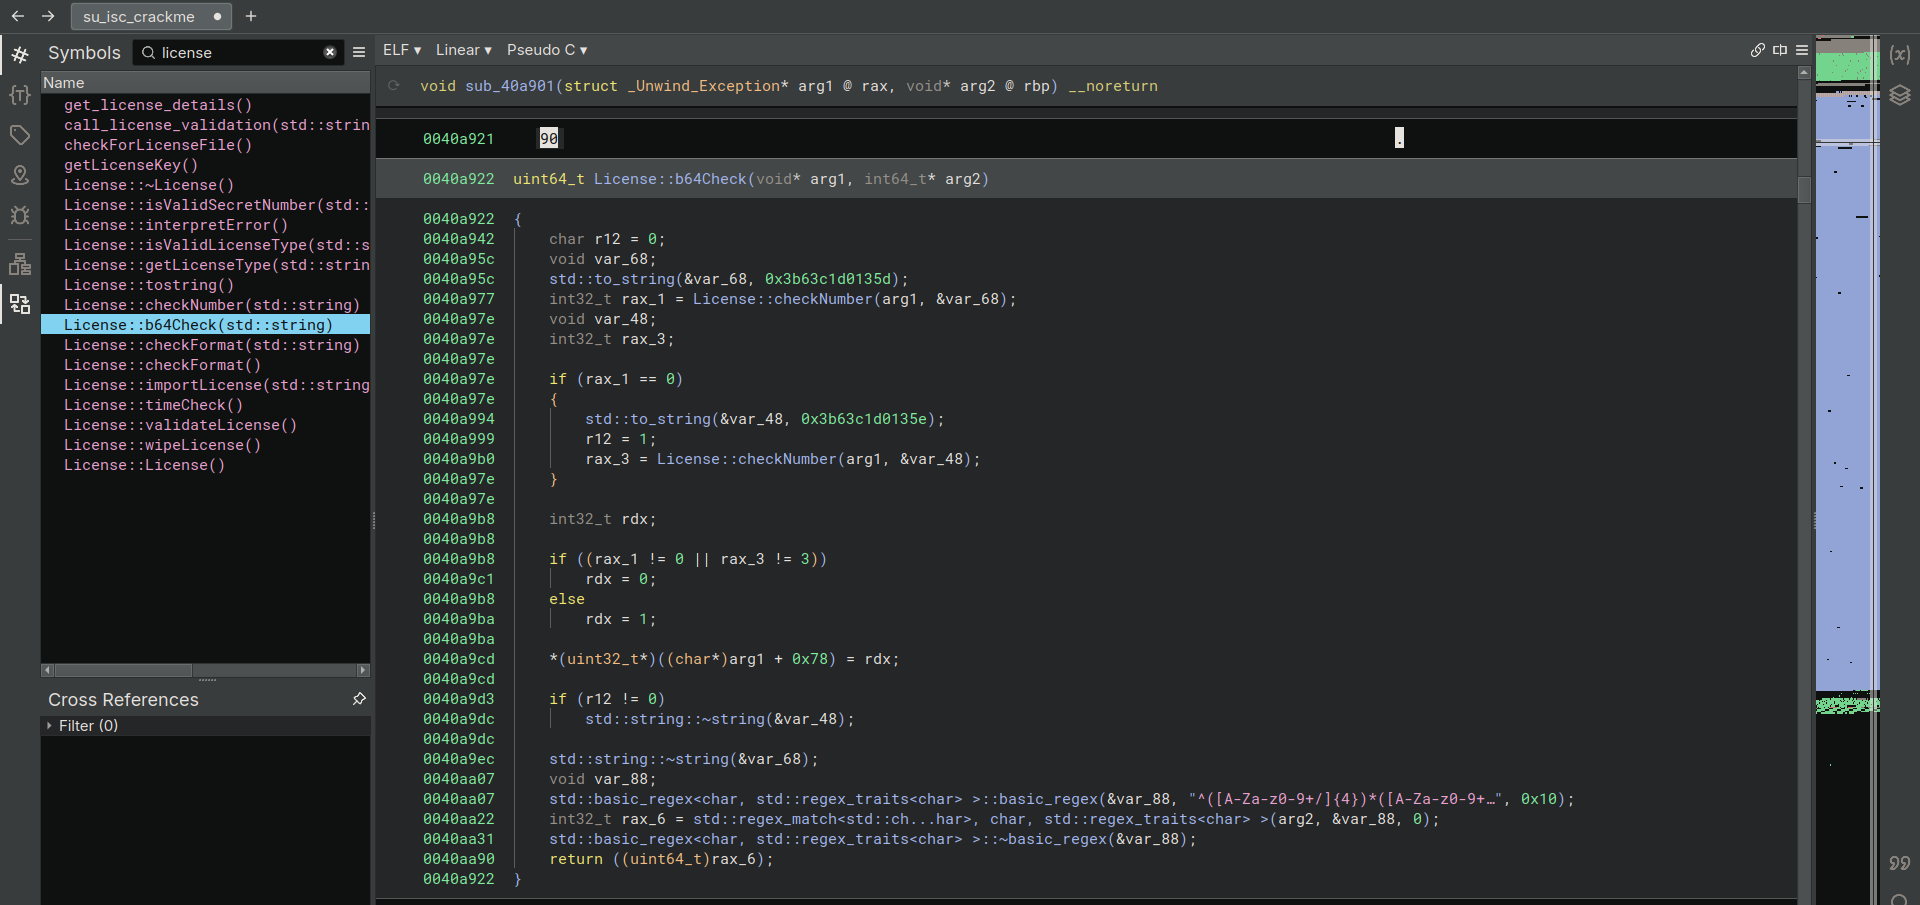 su_isc_crackme
Symbols
license
Name
get_license_details()
call_license_validation(std::strin
checkForLicenseFile()
getLicenseKey()
License::~License()
License::isValidSecretNumber(std::
License::interpretError()
License::isValidLicenseType(std::s
License::getLicenseType(std::strin
License::tostring()
License::checkNumber(std::string)
License::b64Check(std::string)
License::checkFormat(std::string)
License::checkFormat()
License::importLicense(std::string
License::timeCheck()
License::validateLicense()
License::wipeLicense()
License::License()
Cross References
Filter (0)
ELF ▾ Linear ▾ Pseudo C ▾
void sub_40a901(struct _Unwind_Exception* arg1 @ rax, void* arg2 @ rbp) __noreturn
0040a921 90 .
0040a922 uint64_t License::b64Check(void* arg1, int64_t* arg2)
0040a922 {
0040a942 char r12 = 0;
0040a95c void var_68;
0040a95c std::to_string(&var_68, 0x3b63c1d0135d);
0040a977 int32_t rax_1 = License::checkNumber(arg1, &var_68);
0040a97e void var_48;
0040a97e int32_t rax_3;
0040a97e
0040a97e if (rax_1 == 0)
0040a97e {
0040a994 std::to_string(&var_48, 0x3b63c1d0135e);
0040a999 r12 = 1;
0040a9b0 rax_3 = License::checkNumber(arg1, &var_48);
0040a97e }
0040a97e
0040a9b8 int32_t rdx;
0040a9b8
0040a9b8 if ((rax_1 != 0 || rax_3 != 3))
0040a9c1 rdx = 0;
0040a9b8 else
0040a9ba rdx = 1;
0040a9ba
0040a9cd *(uint32_t*)((char*)arg1 + 0x78) = rdx;
0040a9cd
0040a9d3 if (r12 != 0)
0040a9dc std::string::~string(&var_48);
0040a9dc
0040a9ec std::string::~string(&var_68);
0040aa07 void var_88;
0040aa07 std::basic_regex<char, std::regex_traits<char> >::basic_regex(&var_88, "^([A-Za-z0-9+/]{4})*([A-Za-z0-9+…", 0x10);
0040aa22 int32_t rax_6 = std::regex_match<std::ch...har>, char, std::regex_traits<char> >(arg2, &var_88, 0);
0040aa31 std::basic_regex<char, std::regex_traits<char> >::~basic_regex(&var_88);
0040aa90 return ((uint64_t)rax_6);
0040a922 }